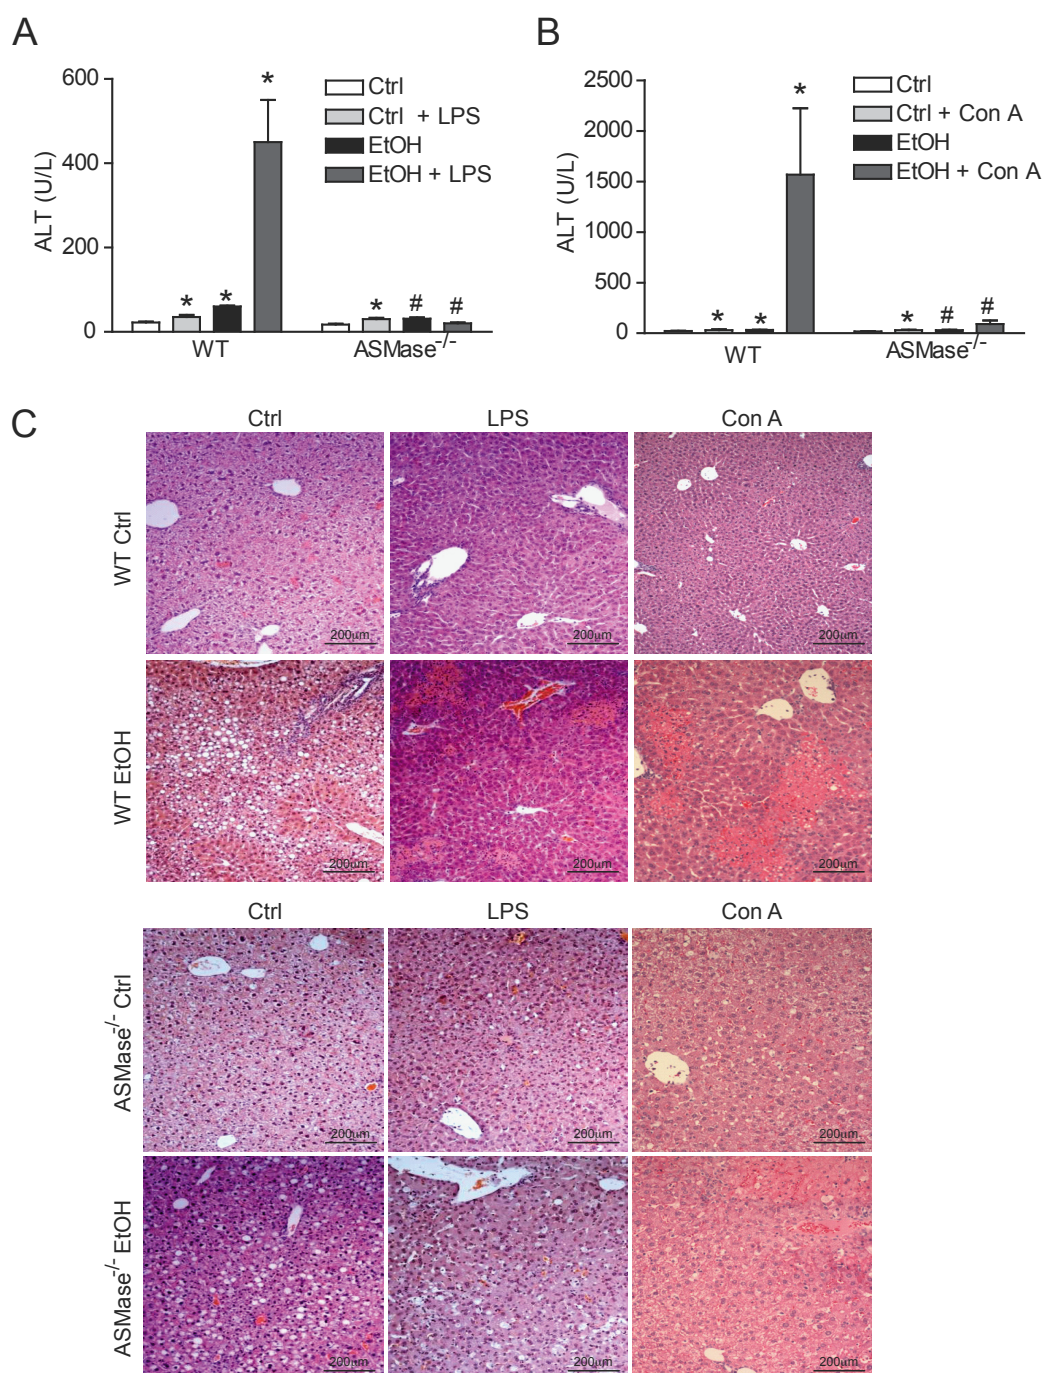 A
ALT (U/L)
600
400
200
0
*
*
*
*
#
#
WT
ASMase-/-
Ctrl
Ctrl + LPS
EtOH
EtOH + LPS
B
ALT (U/L)
2500
2000
1500
1000
500
0
*
*
*
*
#
#
WT
ASMase-/-
Ctrl
Ctrl + Con A
EtOH
EtOH + Con A
C
Ctrl LPS Con A
WT Ctrl
200µm 200µm 200µm
WT EtOH
200µm 200µm 200µm
Ctrl LPS Con A
ASMase-/- Ctrl
200µm 200µm 200µm
ASMase-/- EtOH
200µm 200µm 200µm